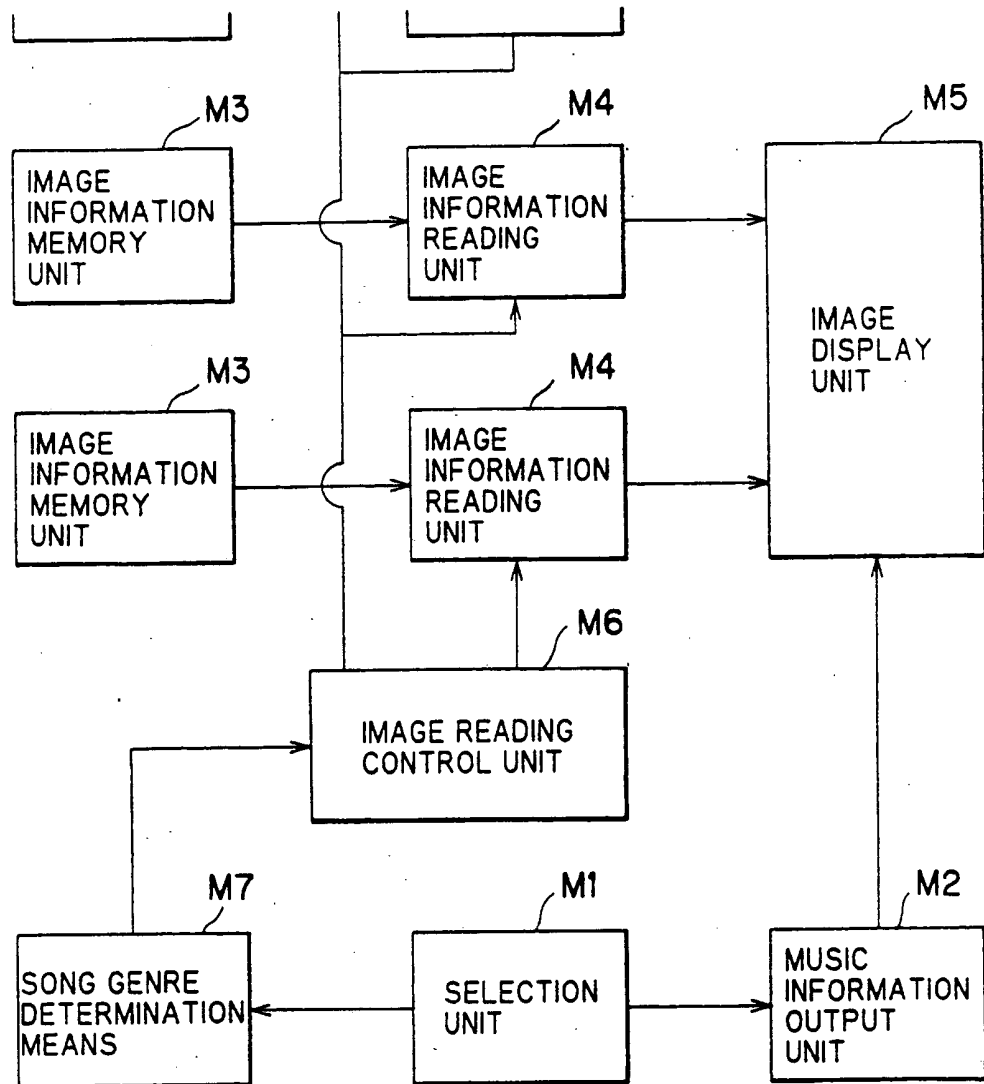 M3
M4
M5
IMAGE
INFORMATION
MEMORY
UNIT
IMAGE
INFORMATION
READING
UNIT
IMAGE
DISPLAY
UNIT
M3
M4
IMAGE
INFORMATION
MEMORY
UNIT
IMAGE
INFORMATION
READING
UNIT
M6
IMAGE READING
CONTROL UNIT
M7
M1
M2
SONG GENRE
DETERMINATION
MEANS
SELECTION
UNIT
MUSIC
INFORMATION
OUTPUT
UNIT